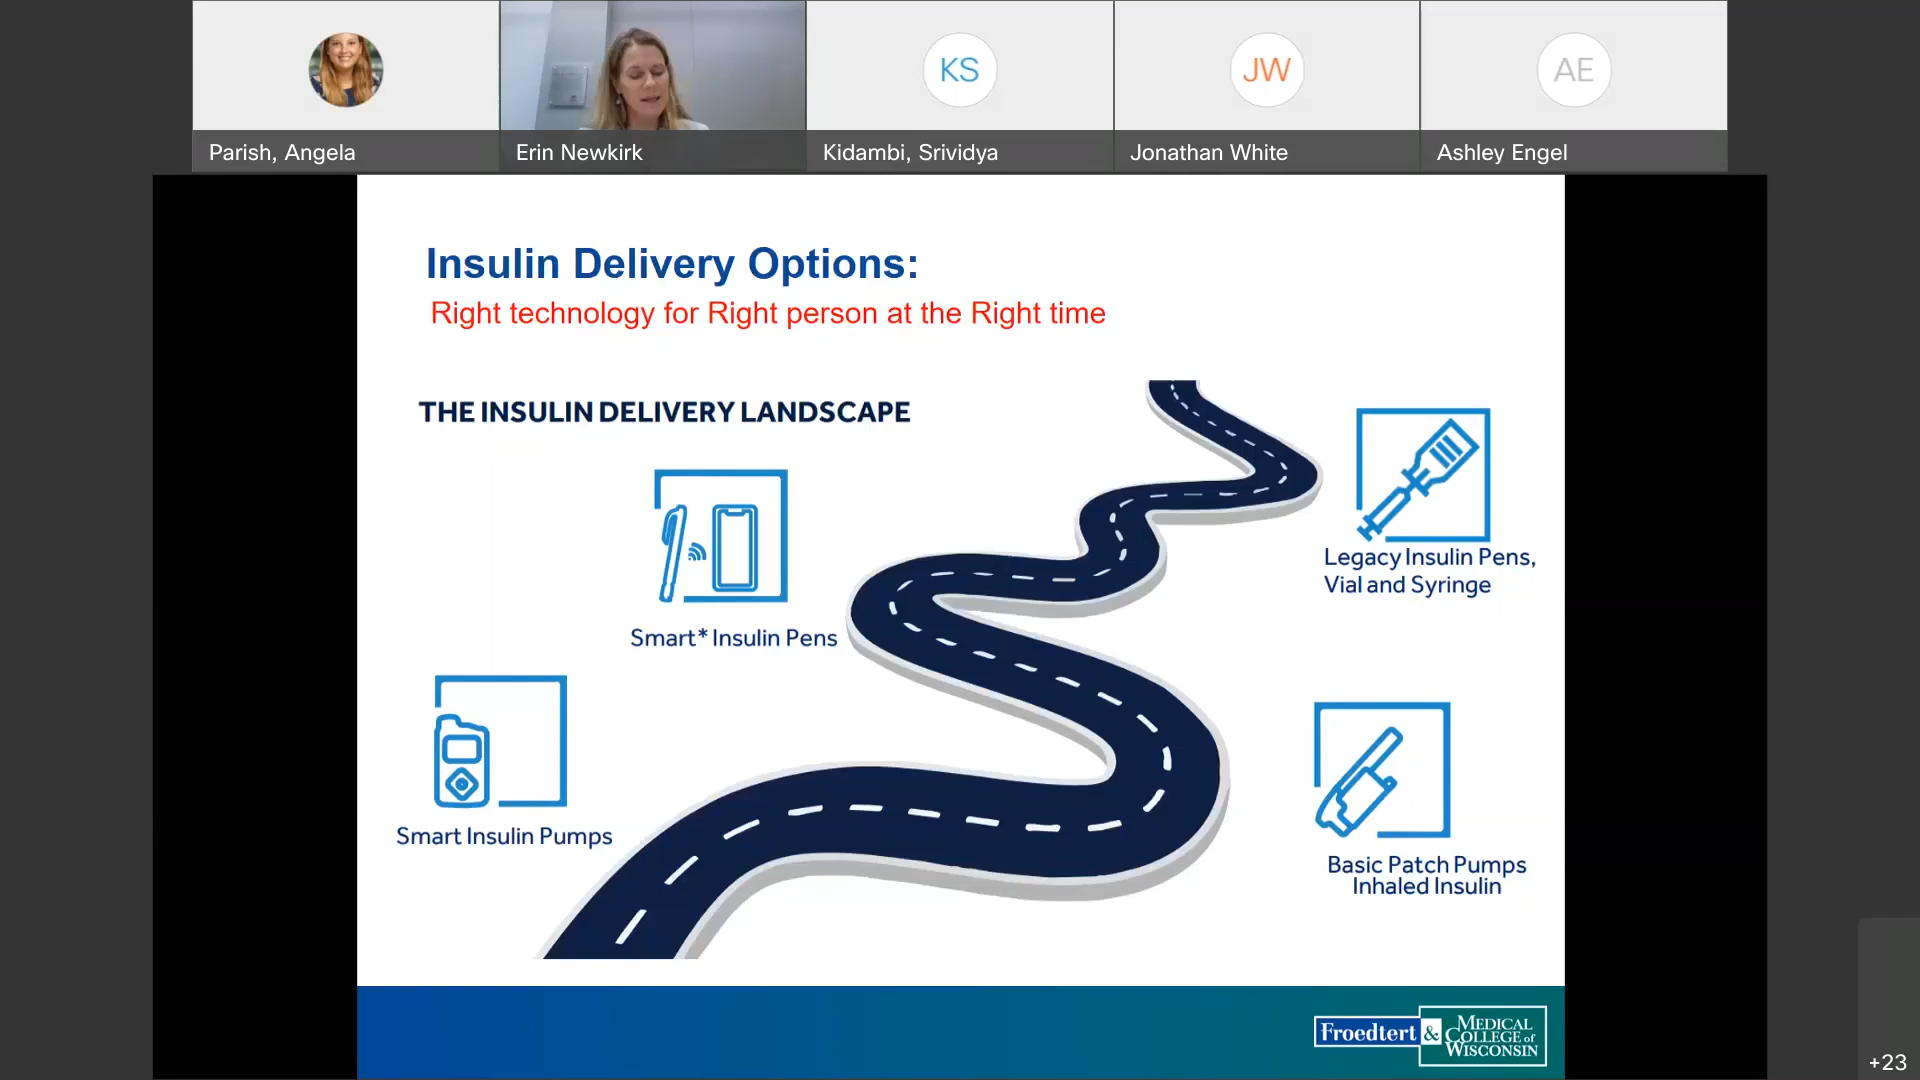 KS
JW
AE
Parish, Angela
Erin Newkirk
Kidambi, Srividya
Jonathan White
Ashley Engel
Insulin Delivery Options:
Right technology for Right person at the Right time
THE INSULIN DELIVERY LANDSCAPE
Legacy Insulin Pens,
Vial and Syringe
Smart* Insulin Pens
Smart Insulin Pumps
Basic Patch Pumps
Inhaled Insulin
Froedtert & MEDICAL
COLLEGE of
WISCONSIN
+23